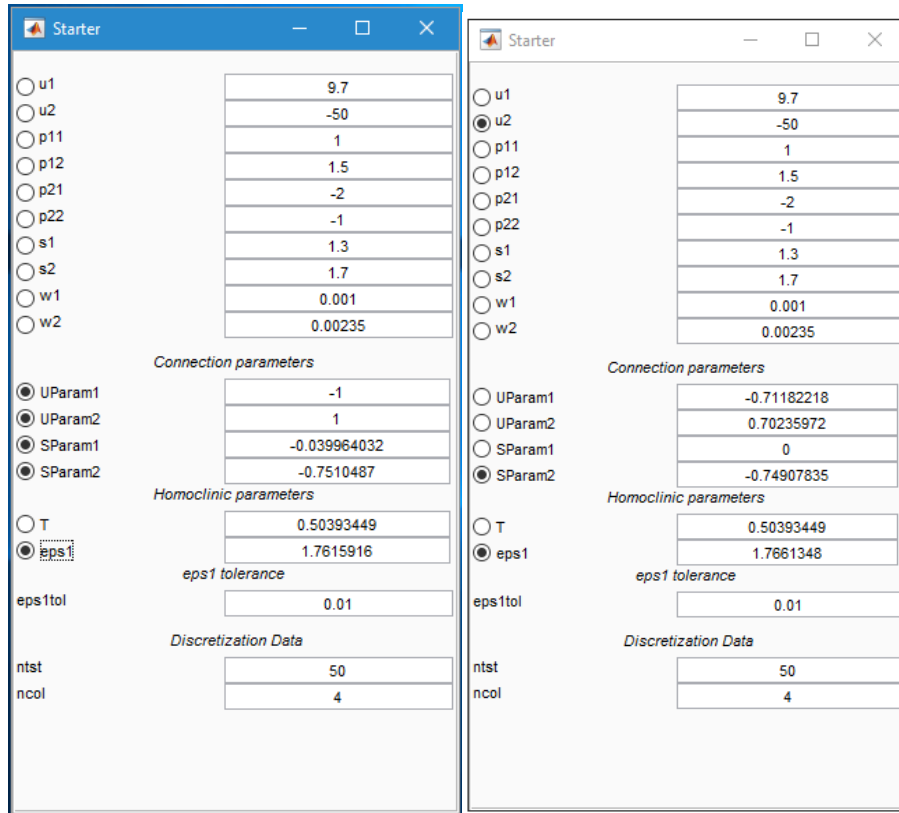 Starter
u1 9.7
u2 -50
p11 1
p12 1.5
p21 -2
p22 -1
s1 1.3
s2 1.7
w1 0.001
w2 0.00235
Connection parameters
UParam1 -1
UParam2 1
SParam1 -0.039964032
SParam2 -0.7510487
Homoclinic parameters
T 0.50393449
eps1 1.7615916
eps1 tolerance
eps1tol 0.01
Discretization Data
ntst 50
ncol 4
Starter
u1 9.7
u2 -50
p11 1
p12 1.5
p21 -2
p22 -1
s1 1.3
s2 1.7
w1 0.001
w2 0.00235
Connection parameters
UParam1 -0.71182218
UParam2 0.70235972
SParam1 0
SParam2 -0.74907835
Homoclinic parameters
T 0.50393449
eps1 1.7661348
eps1 tolerance
eps1tol 0.01
Discretization Data
ntst 50
ncol 4